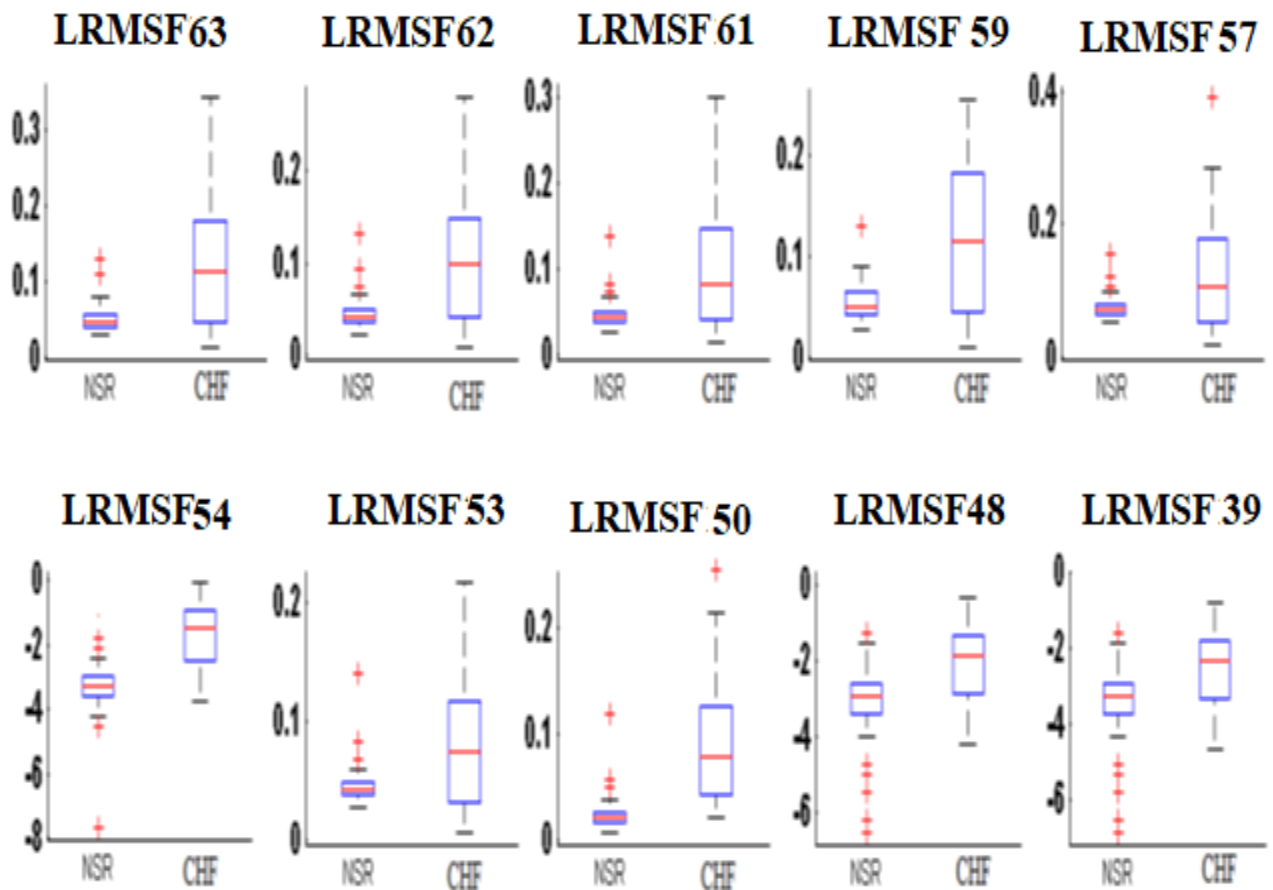 LRMSF63 LRMSF62 LRMSF61 LRMSF 59 LRMSF 57
0.3 0.2 0.1 0
NSR CHF
0.2 0.1 0
NSR CHF
0.3 0.2 0.1 0
NSR CHF
0.2 0.1 0
NSR CHF
0.4 0.2 0
NSR CHF
LRMSF54 LRMSF53 LRMSF 50 LRMSF48 LRMSF 39
0 -2 -4 -6 -8
NSR CHF
0.2 0.1 0
NSR CHF
0.2 0.1 0
NSR CHF
0 -2 -4 -6
NSR CHF
0 -2 -4 -6
NSR CHF